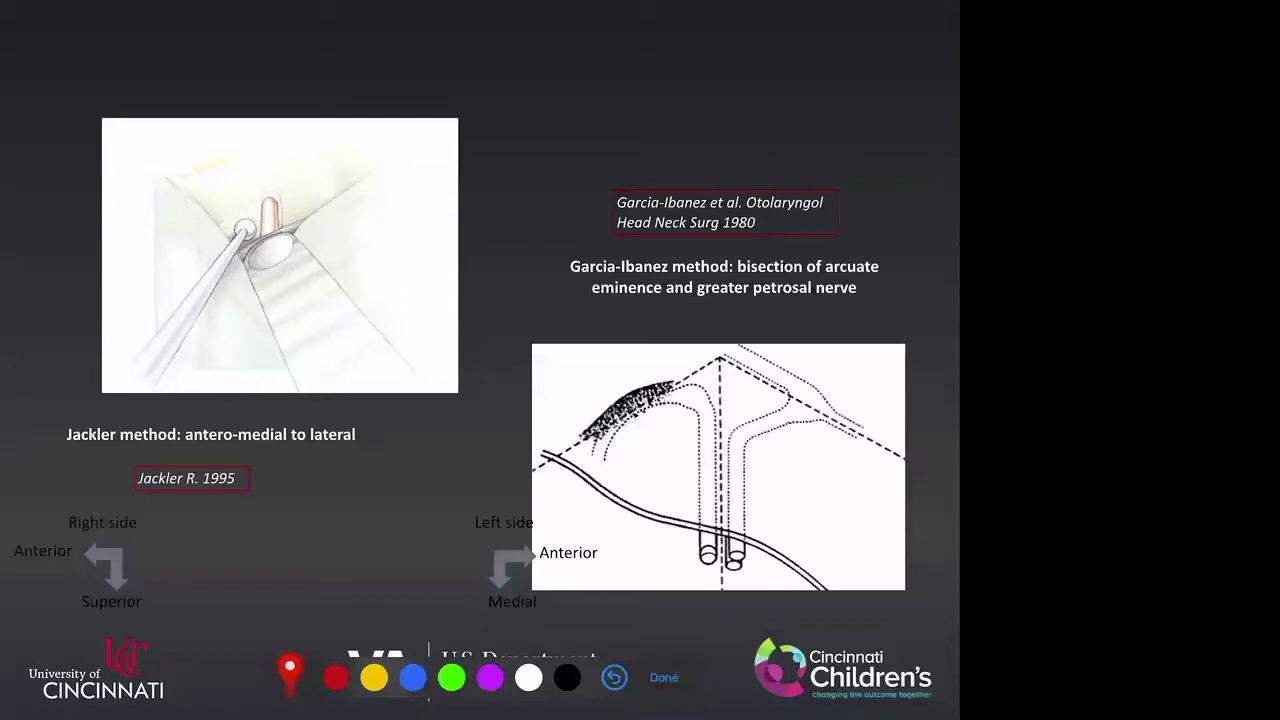 Garcia-Ibanez et al. Otolaryngol
Head Neck Surg 1980
Garcia-Ibanez method: bisection of arcuate
eminence and greater petrosal nerve
Jackler method: antero-medial to lateral
Jackler R. 1995
Right side
Anterior
Superior
Left side
Anterior
Medial
University of
CINCINNATI
VA
U.S. Department
Done
Cincinnati
Children's
changing the outcome together